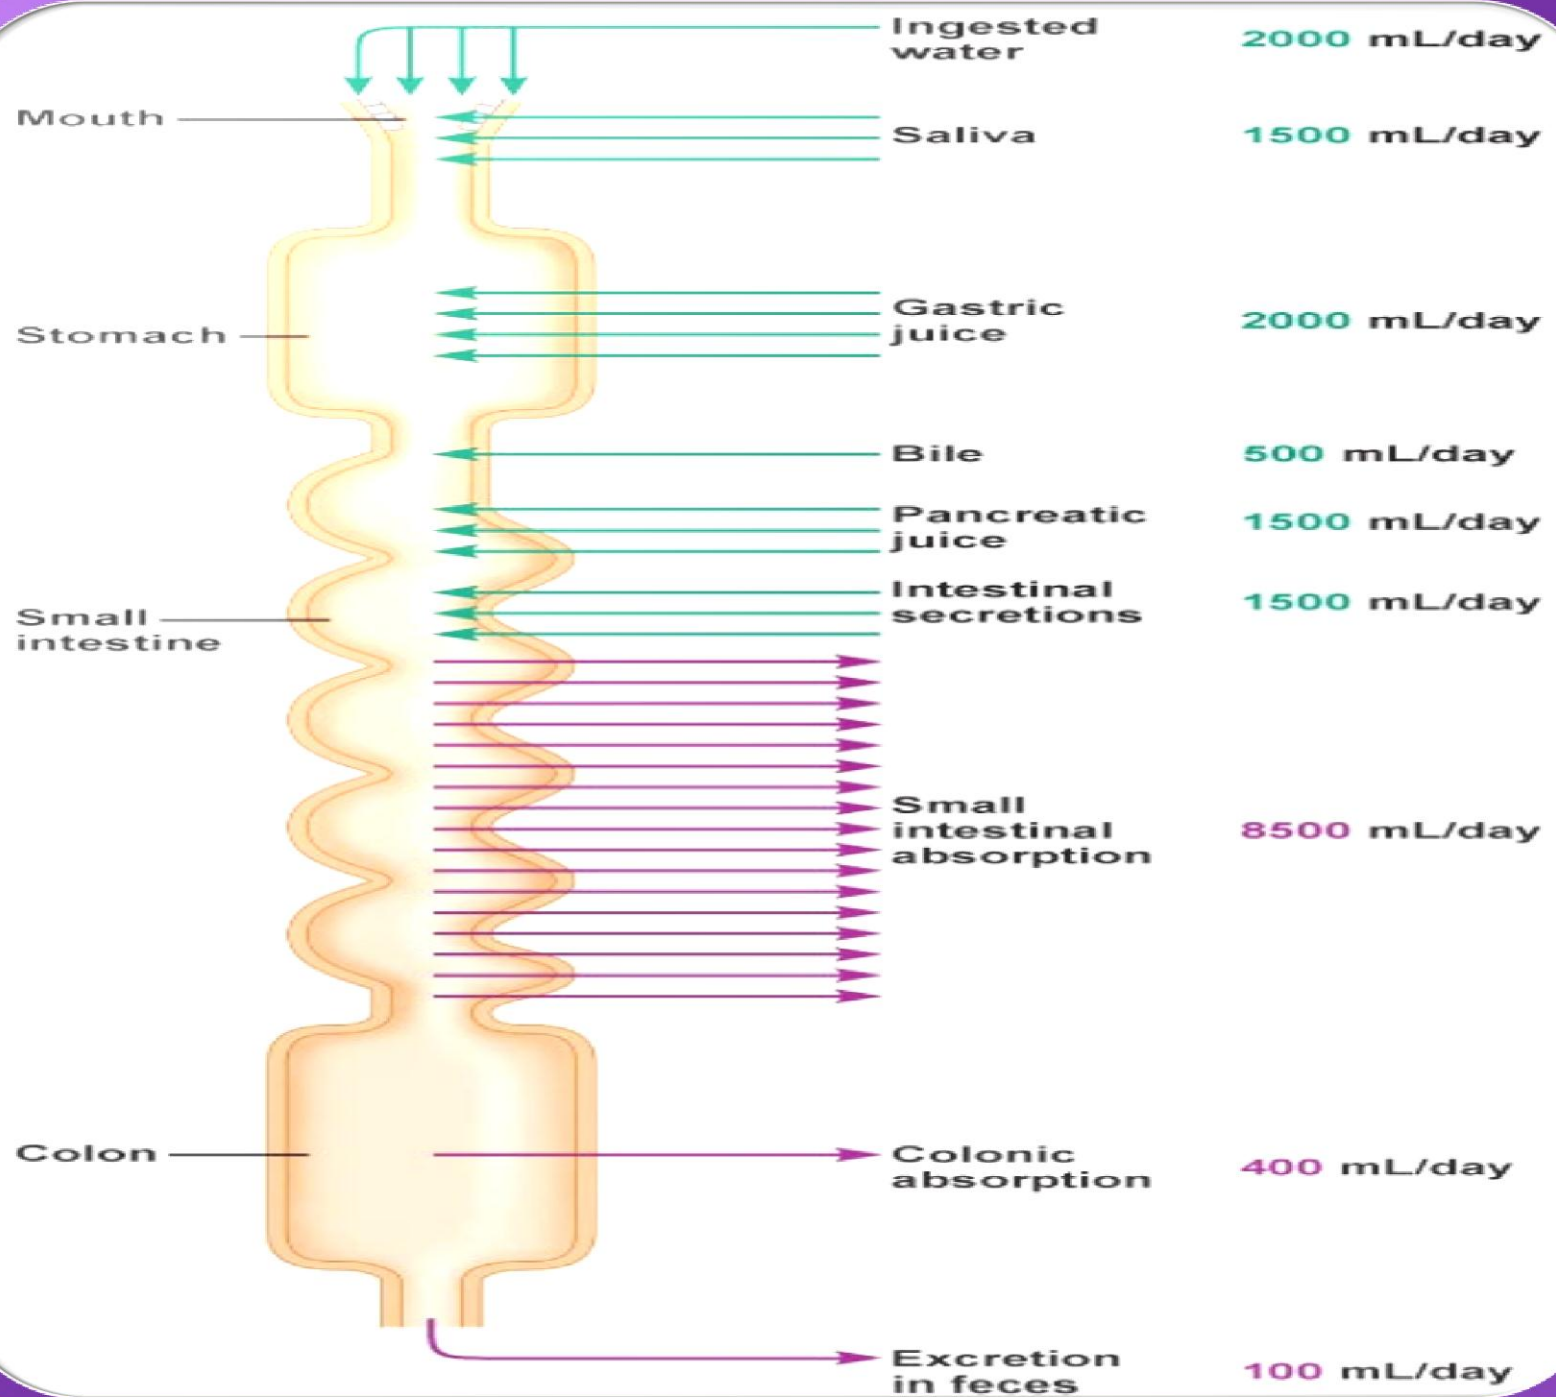 Ingested
water
2000 mL/day
Mouth
Saliva
1500 mL/day
Stomach
Gastric
juice
2000 mL/day
Bile
500 mL/day
Pancreatic
juice
1500 mL/day
Small
intestine
Intestinal
secretions
1500 mL/day
Small
intestinal
absorption
8500 mL/day
Colon
Colonic
absorption
400 mL/day
Excretion
in feces
100 mL/day